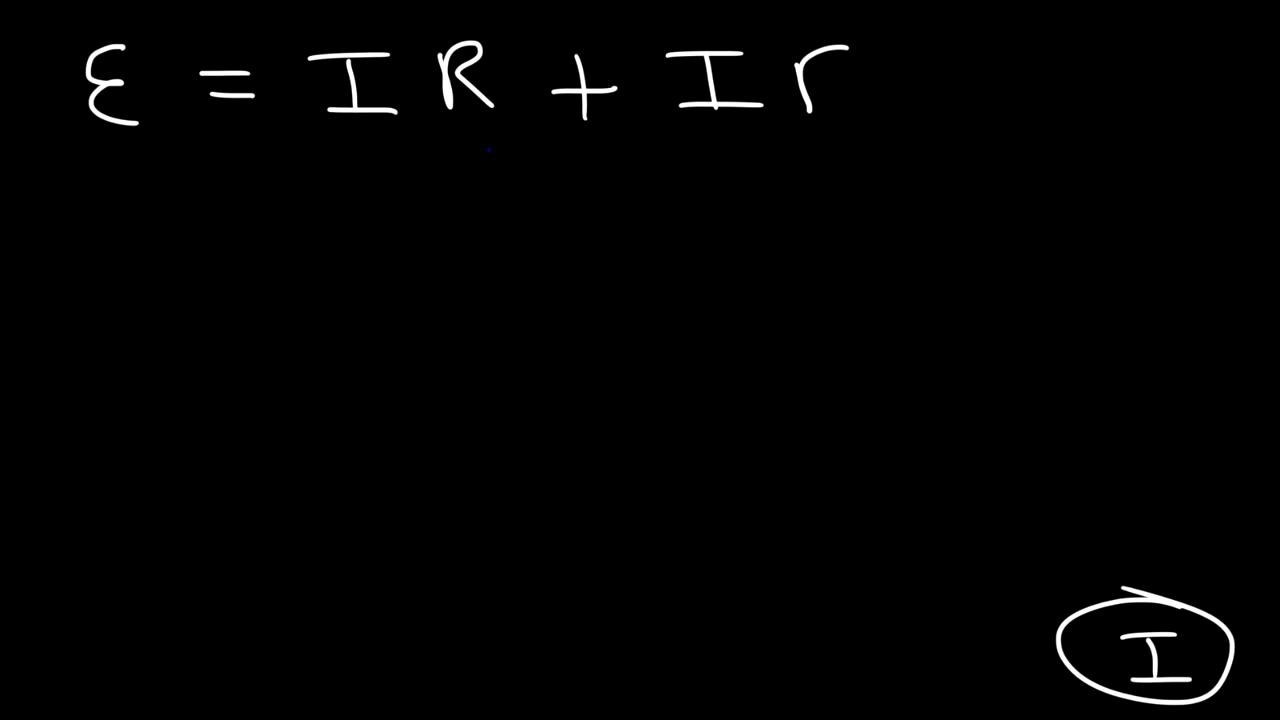 ε = IR + Ir
I